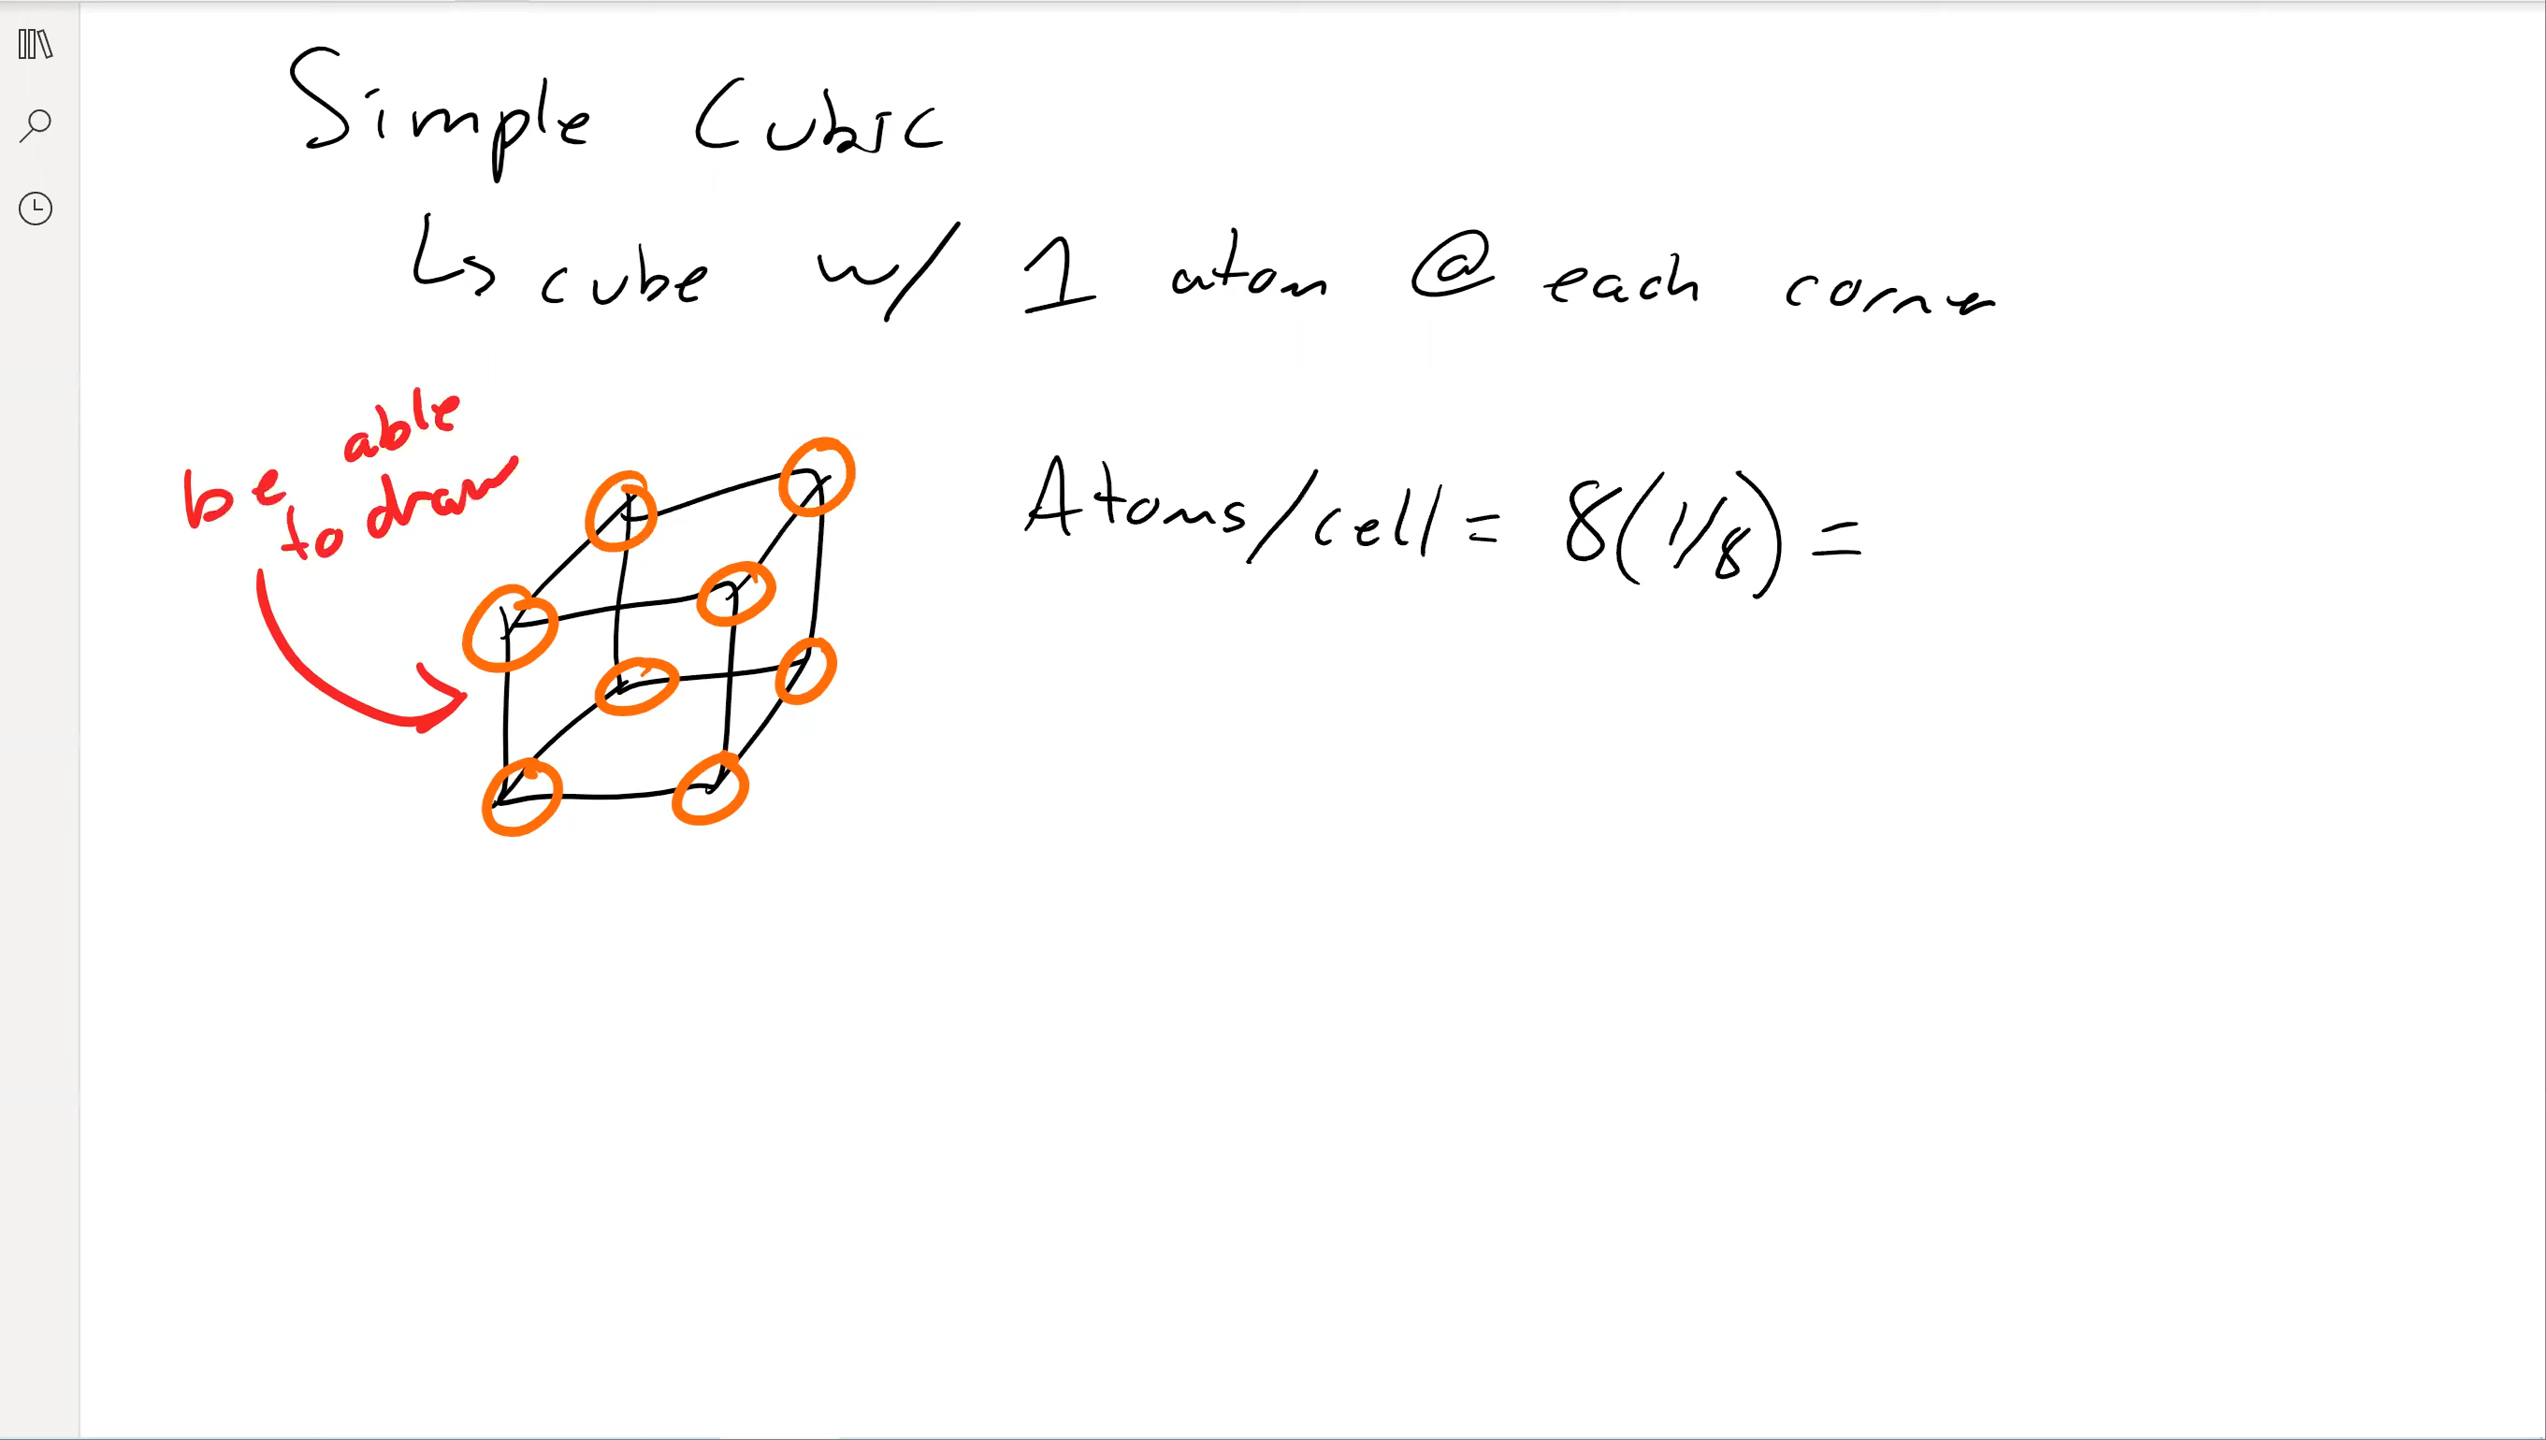 Simple Cubic
↳ cube w/ 1 atom @ each corner
be able
to draw
Atoms/cell = 8(1/8) =